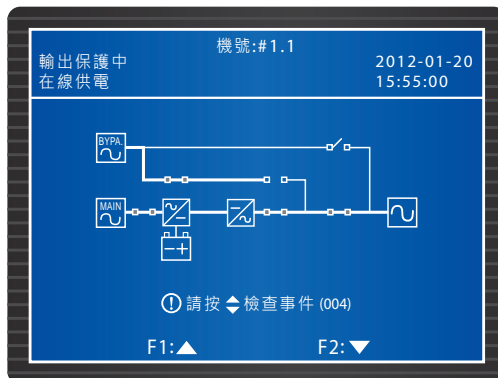 機號:#1.1
輸出保護中
2012-01-20
在線供電
15:55:00
BYPA.
MAIN
請按 檢查事件 (004)
F1:▲ F2:▼